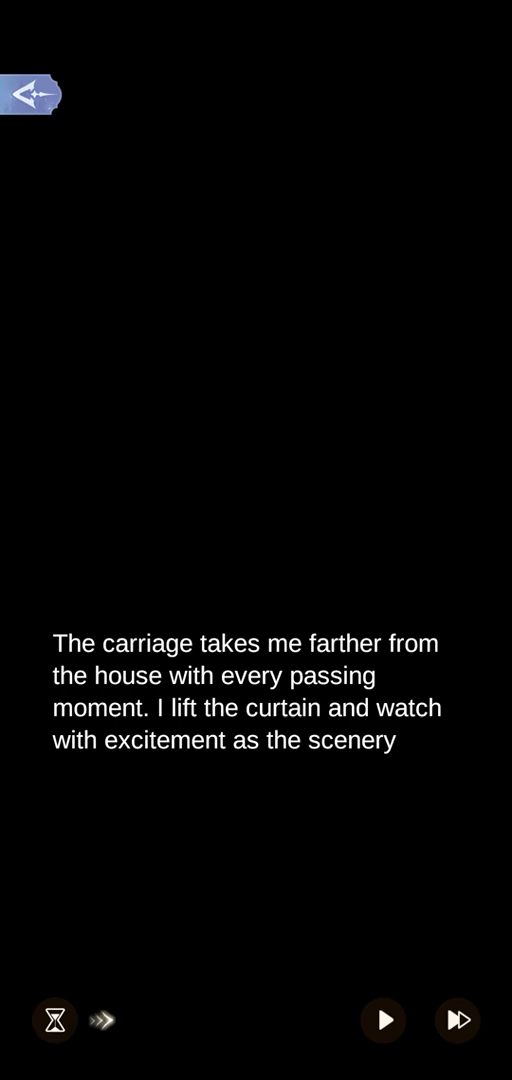 The carriage takes me farther from
the house with every passing
moment. I lift the curtain and watch
with excitement as the scenery